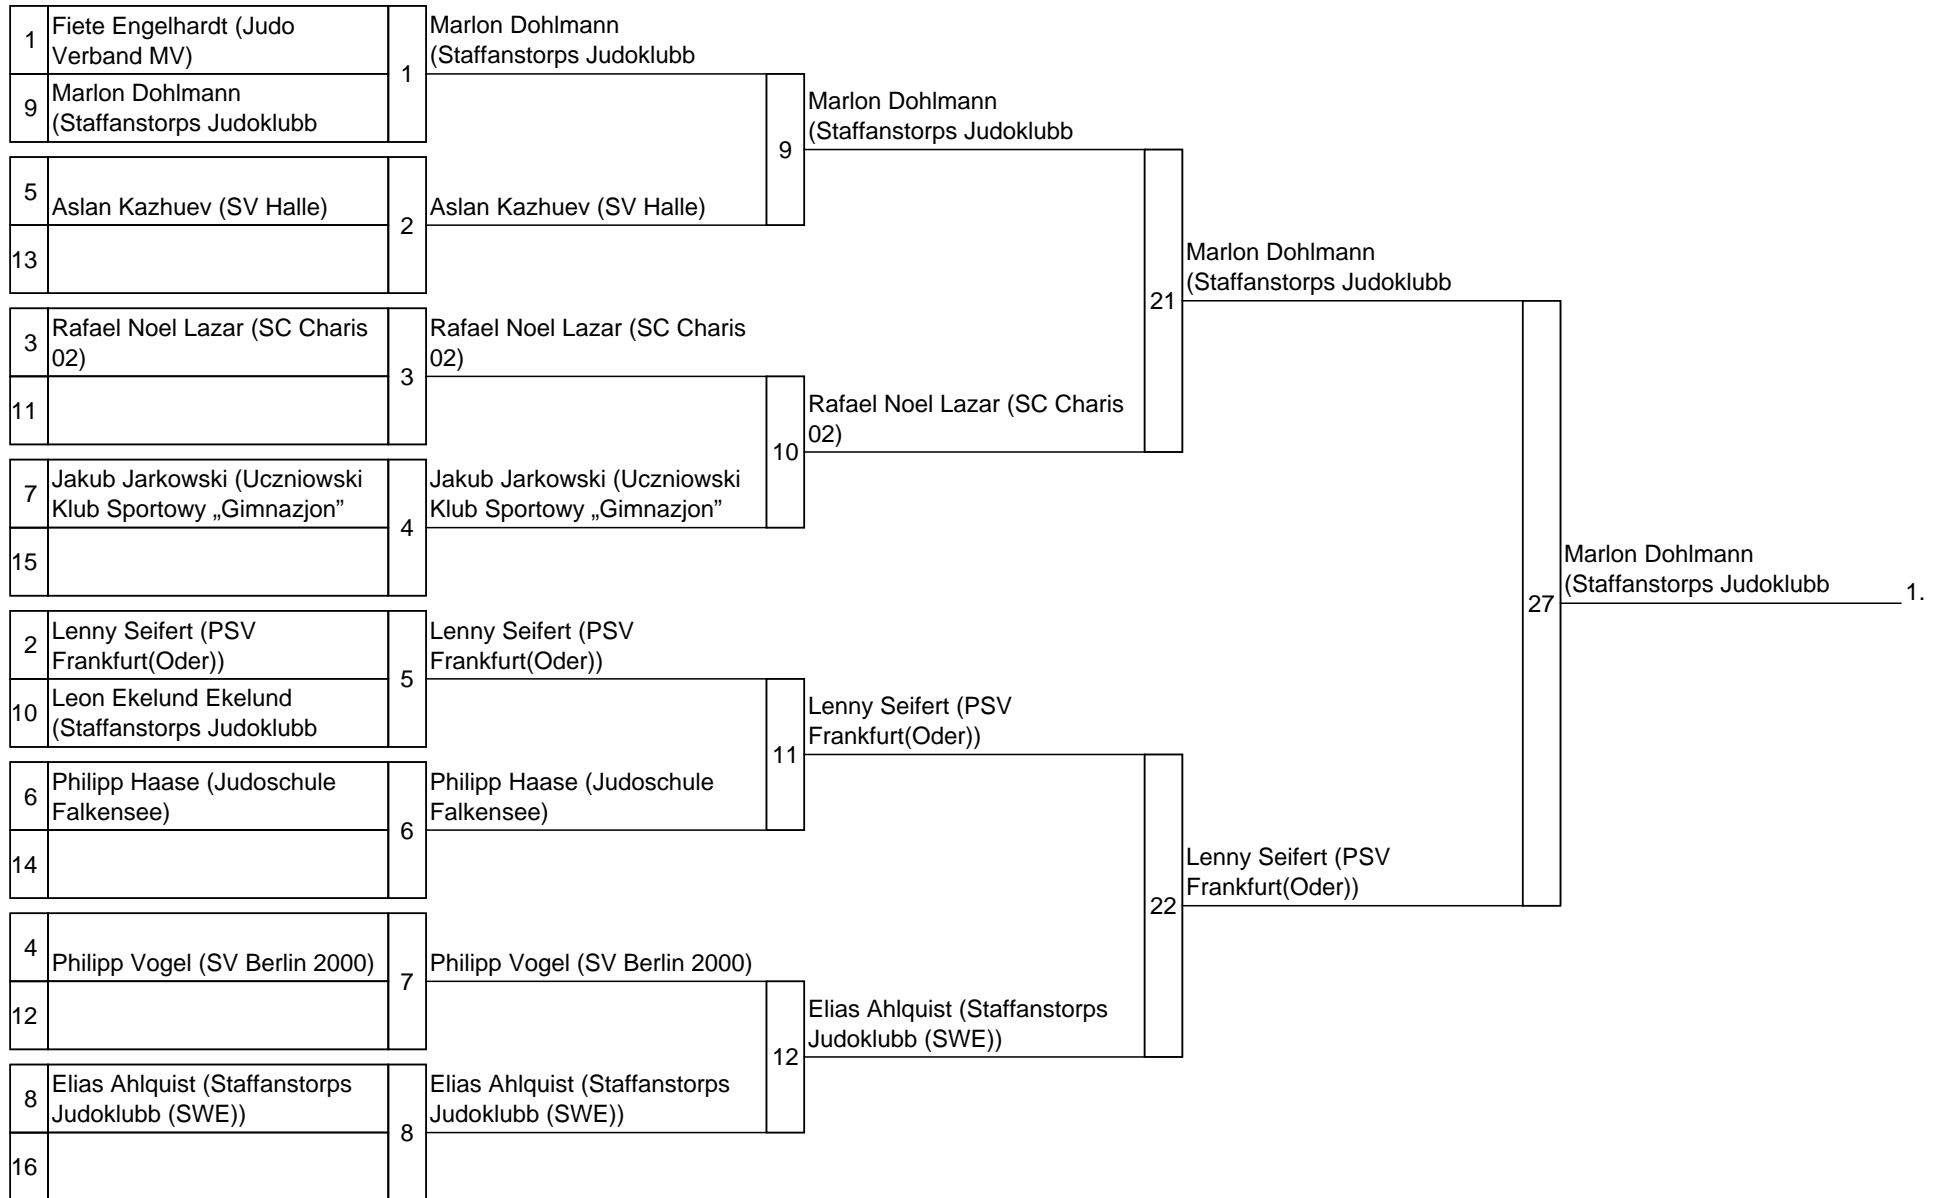 1
Fiete Engelhardt (Judo
Verband MV)
9
Marlon Dohlmann
(Staffanstorps Judoklubb
1
Marlon Dohlmann
(Staffanstorps Judoklubb
5
Aslan Kazhuev (SV Halle)
13
2
Aslan Kazhuev (SV Halle)
9
Marlon Dohlmann
(Staffanstorps Judoklubb
3
Rafael Noel Lazar (SC Charis
02)
11
3
Rafael Noel Lazar (SC Charis
02)
7
Jakub Jarkowski (Uczniowski
Klub Sportowy „Gimnazjon”
15
4
Jakub Jarkowski (Uczniowski
Klub Sportowy „Gimnazjon”
10
Rafael Noel Lazar (SC Charis
02)
21
Marlon Dohlmann
(Staffanstorps Judoklubb
2
Lenny Seifert (PSV
Frankfurt(Oder))
10
Leon Ekelund Ekelund
(Staffanstorps Judoklubb
5
Lenny Seifert (PSV
Frankfurt(Oder))
6
Philipp Haase (Judoschule
Falkensee)
14
6
Philipp Haase (Judoschule
Falkensee)
11
Lenny Seifert (PSV
Frankfurt(Oder))
4
Philipp Vogel (SV Berlin 2000)
12
7
Philipp Vogel (SV Berlin 2000)
8
Elias Ahlquist (Staffanstorps
Judoklubb (SWE))
16
8
Elias Ahlquist (Staffanstorps
Judoklubb (SWE))
12
Elias Ahlquist (Staffanstorps
Judoklubb (SWE))
22
Lenny Seifert (PSV
Frankfurt(Oder))
27
Marlon Dohlmann
(Staffanstorps Judoklubb
1.